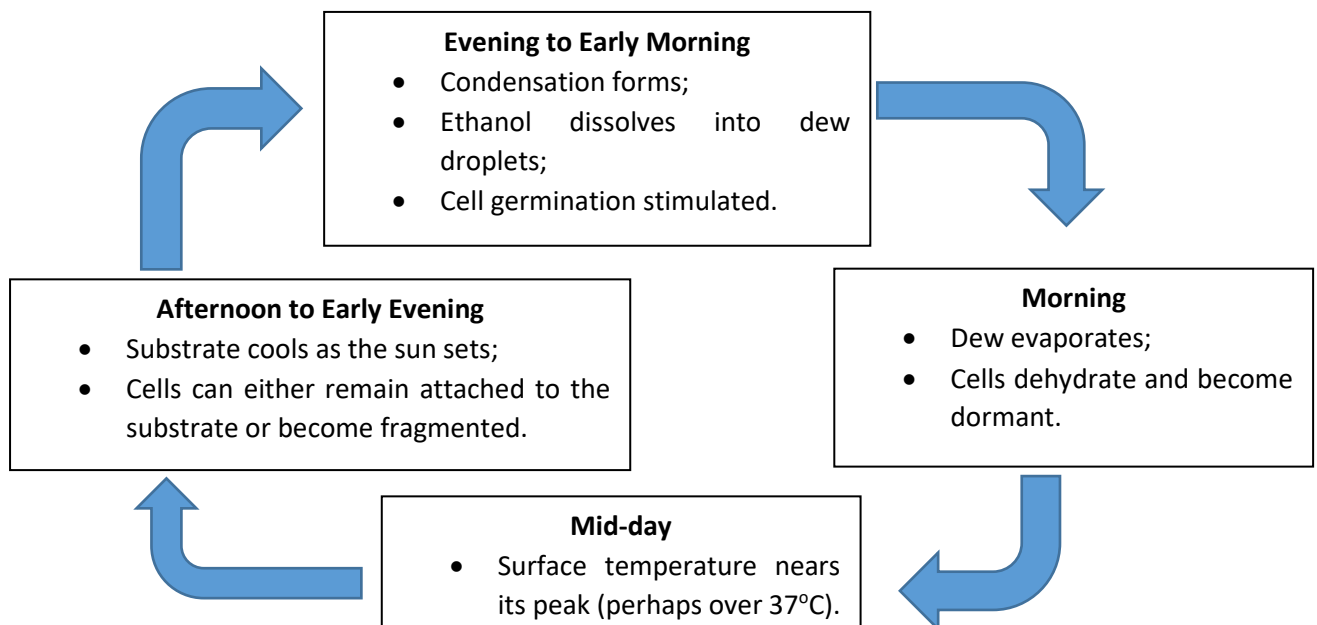 Evening to Early Morning
• Condensation forms;
• Ethanol dissolves into dew
droplets;
• Cell germination stimulated.
Afternoon to Early Evening
• Substrate cools as the sun sets;
• Cells can either remain attached to the
substrate or become fragmented.
Morning
• Dew evaporates;
• Cells dehydrate and become
dormant.
Mid-day
• Surface temperature nears
its peak (perhaps over 37°C).